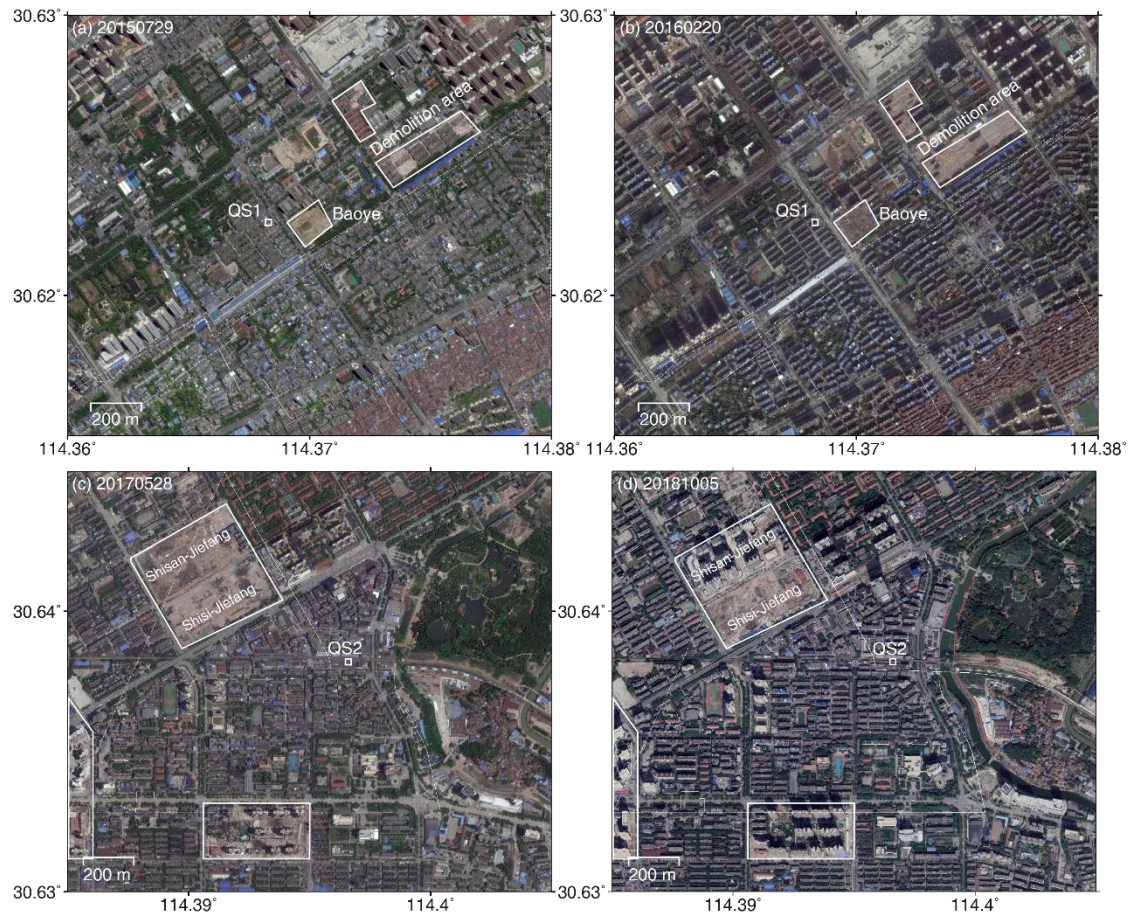 30.63°
(a) 20150729
Demolition area
QS1
Baoye
30.62°
200 m
114.36°
114.37°
114.38°
30.63°
(b) 20160220
Demolition area
QS1
Baoye
30.62°
200 m
114.36°
114.37°
114.38°
(c) 20170528
Shisan-Jiefang
Shisi-Jiefang
30.64°
QS2
200 m
30.63°
114.39°
114.4°
(d) 20181005
Shisan-Jiefang
Shisi-Jiefang
30.64°
QS2
200 m
30.63°
114.39°
114.4°